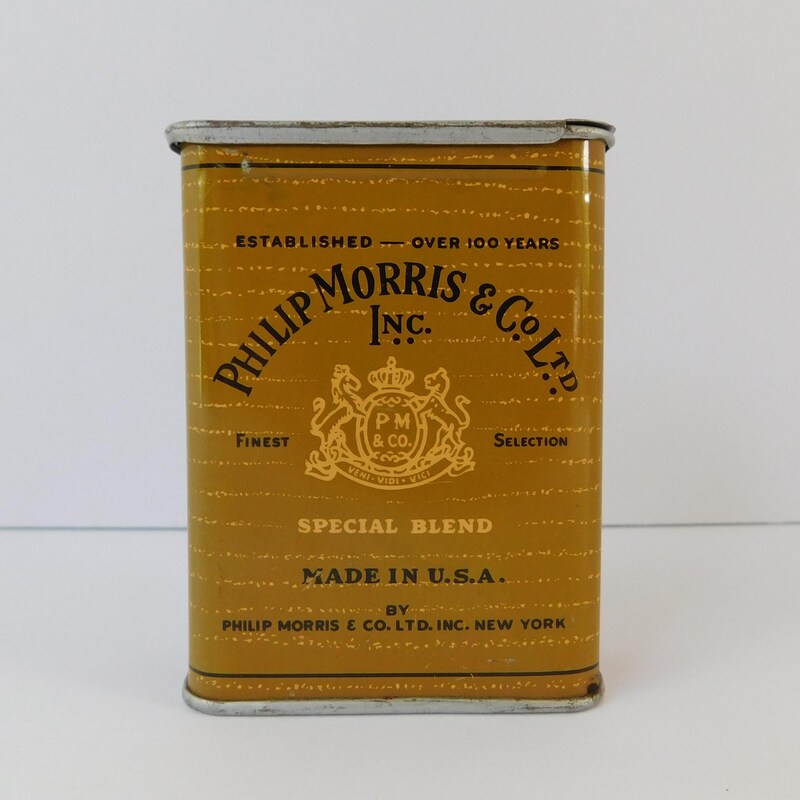 ESTABLISHED — OVER 100 YEARS
PHILIP MORRIS & CO. LTD.
INC.
P M
& CO.
FINEST
SELECTION
VENI · VIDI · VICI
SPECIAL BLEND
MADE IN U.S.A.
BY
PHILIP MORRIS & CO. LTD. INC. NEW YORK